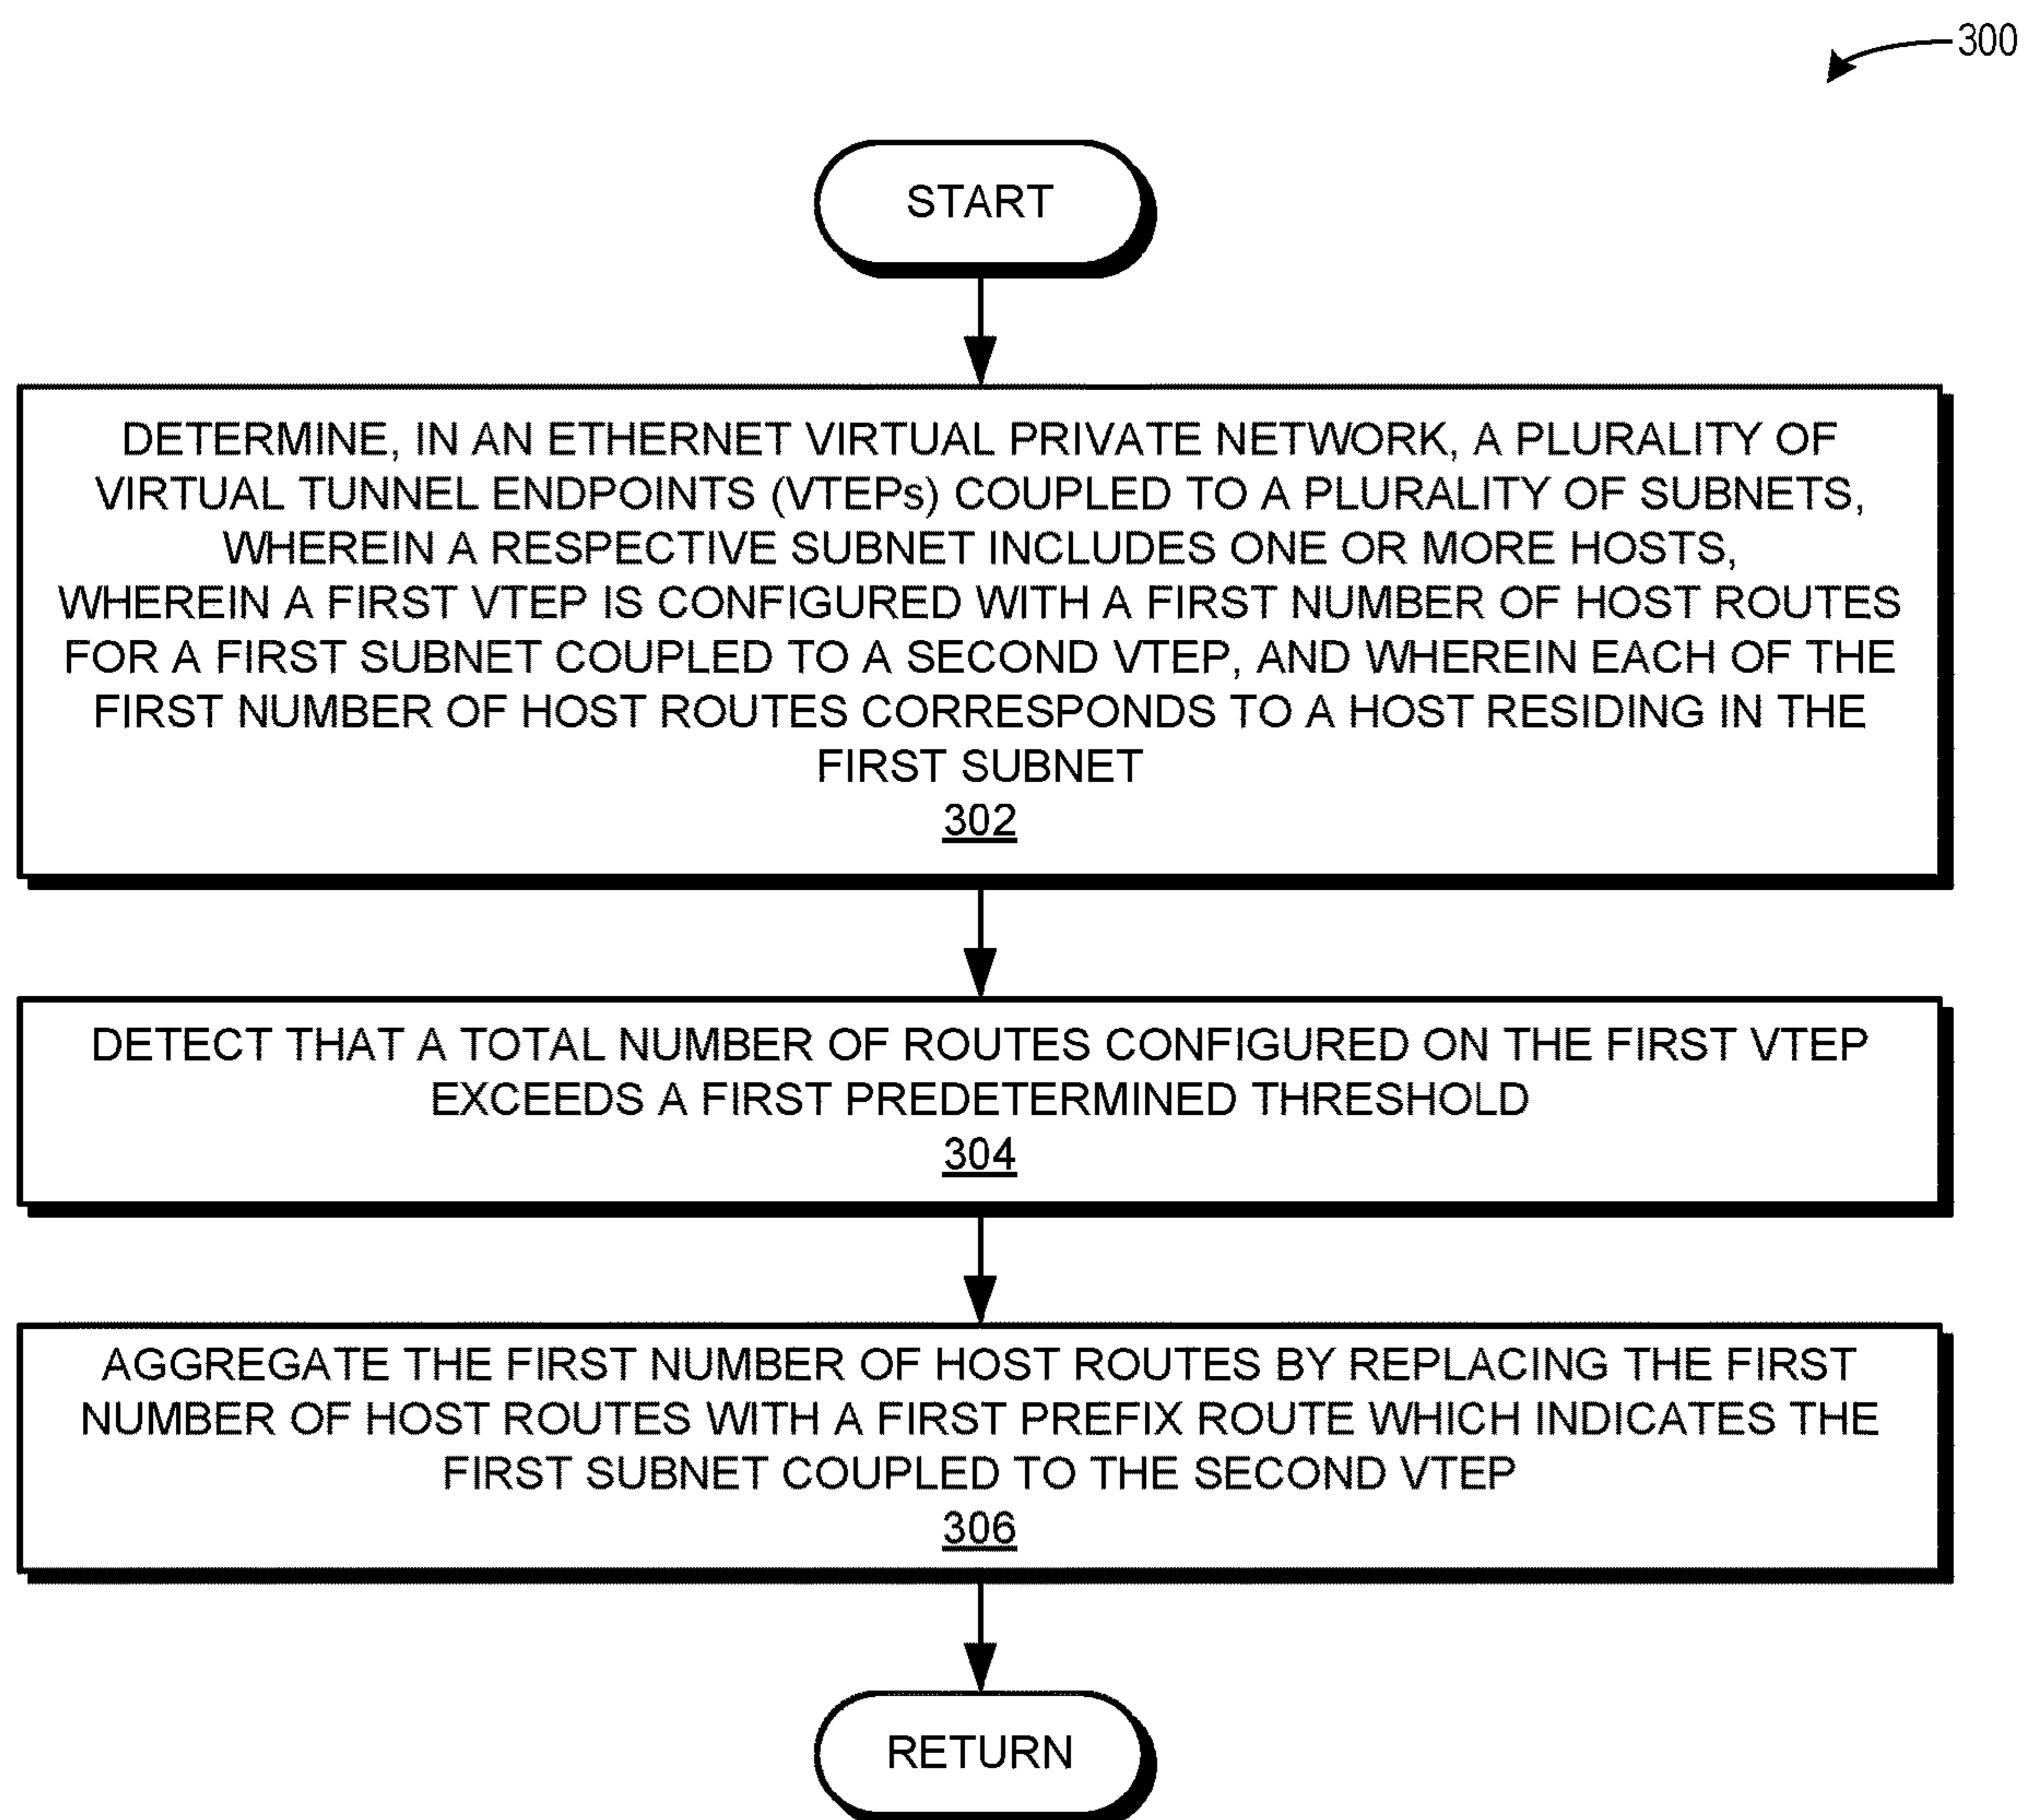 300
START
DETERMINE, IN AN ETHERNET VIRTUAL PRIVATE NETWORK, A PLURALITY OF
VIRTUAL TUNNEL ENDPOINTS (VTEPs) COUPLED TO A PLURALITY OF SUBNETS,
WHEREIN A RESPECTIVE SUBNET INCLUDES ONE OR MORE HOSTS,
WHEREIN A FIRST VTEP IS CONFIGURED WITH A FIRST NUMBER OF HOST ROUTES
FOR A FIRST SUBNET COUPLED TO A SECOND VTEP, AND WHEREIN EACH OF THE
FIRST NUMBER OF HOST ROUTES CORRESPONDS TO A HOST RESIDING IN THE
FIRST SUBNET
302
DETECT THAT A TOTAL NUMBER OF ROUTES CONFIGURED ON THE FIRST VTEP
EXCEEDS A FIRST PREDETERMINED THRESHOLD
304
AGGREGATE THE FIRST NUMBER OF HOST ROUTES BY REPLACING THE FIRST
NUMBER OF HOST ROUTES WITH A FIRST PREFIX ROUTE WHICH INDICATES THE
FIRST SUBNET COUPLED TO THE SECOND VTEP
306
RETURN